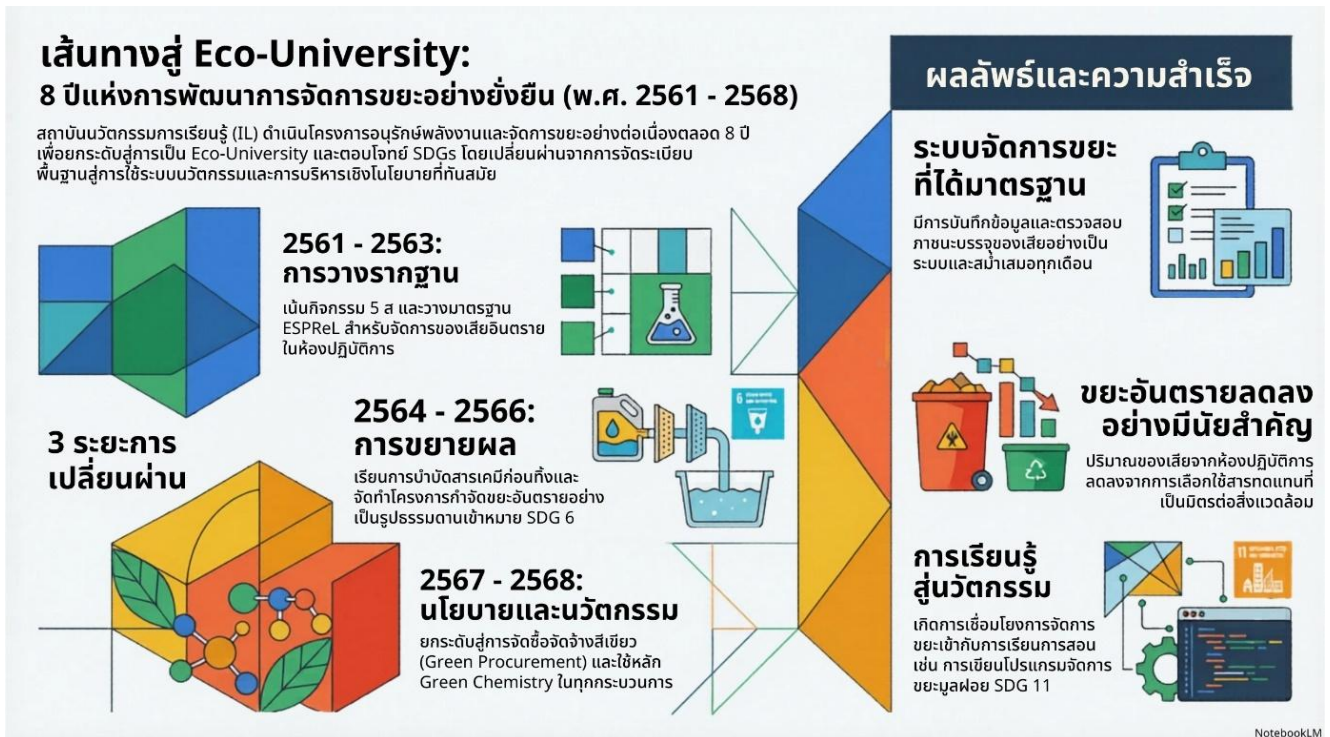 เส้นทางสู่ Eco-University:
8 ปีแห่งการพัฒนาการจัดการขยะอย่างยั่งยืน (พ.ศ. 2561 - 2568)
สถาบันนวัตกรรมการเรียนรู้ (IL) ดำเนินโครงการอนุรักษ์พลังงานและจัดการขยะอย่างต่อเนื่องตลอด 8 ปี
เพื่อยกระดับสู่การเป็น Eco-University และตอบโจทย์ SDGs โดยเปลี่ยนผ่านจากการจัดระเบียบ
พื้นฐานสู่การใช้ระบบนวัตกรรมและการบริหารเชิงนโยบายที่ทันสมัย
3 ระยะการ
เปลี่ยนผ่าน
2561 - 2563:
การวางรากฐาน
เน้นกิจกรรม 5 ส และวางมาตรฐาน
ESPReL สำหรับจัดการของเสียอันตราย
ในห้องปฏิบัติการ
2564 - 2566:
การขยายผล
เรียนการบำบัดสารเคมีก่อนทิ้งและ
จัดทำโครงการกำจัดขยะอันตรายอย่าง
เป็นรูปธรรมตามเข้าหมาย SDG 6
6
2567 - 2568:
นโยบายและนวัตกรรม
ยกระดับสู่การจัดซื้อจัดจ้างสีเขียว
(Green Procurement) และใช้หลัก
Green Chemistry ในทุกกระบวนการ
ผลลัพธ์และความสำเร็จ
ระบบจัดการขยะ
ที่ได้มาตรฐาน
มีการบันทึกข้อมูลและตรวจสอบ
ภาชนะบรรจุของเสียอย่างเป็น
ระบบและสม่ำเสมอทุกเดือน
ขยะอันตรายลดลง
อย่างมีนัยสำคัญ
ปริมาณของเสียจากห้องปฏิบัติการ
ลดลงจากการเลือกใช้สารทดแทนที่
เป็นมิตรต่อสิ่งแวดล้อม
การเรียนรู้
สู่นวัตกรรม
เกิดการเชื่อมโยงการจัดการ
ขยะเข้ากับการเรียนการสอน
เช่น การเขียนโปรแกรมจัดการ
ขยะมูลฝอย SDG 11
11
NotebookLM